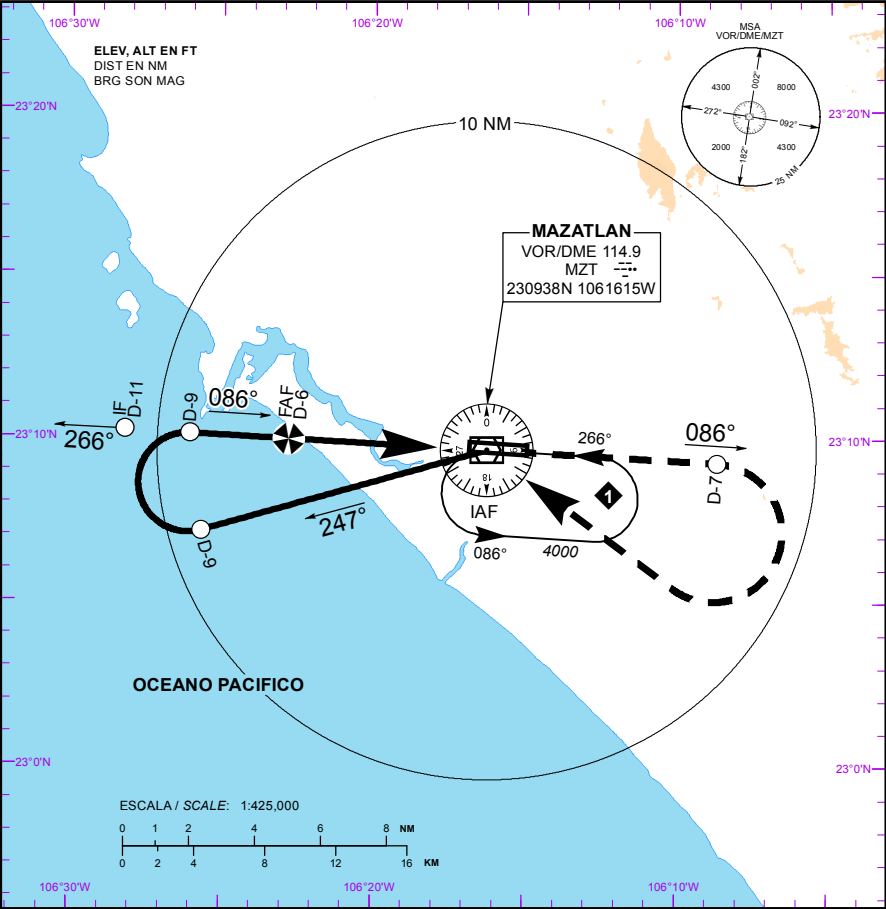 106°30'W
106°20'W
106°10'W
ELEV, ALT EN FT
DIST EN NM
BRG SON MAG
MSA
VOR/DME/MZT
4300
002°
8000
272°
092°
2000
182°
4300
25 NM
23°20'N
23°20'N
10 NM
MAZATLAN
VOR/DME 114.9
MZT
230938N 1061615W
IF
D-11
D-9
086°
FAF
D-6
266°
23°10'N
0
27
9
18
266°
086°
23°10'N
D-7
1
IAF
247°
D-9
086°
4000
OCEANO PACIFICO
23°0'N
23°0'N
ESCALA / SCALE: 1:425,000
0 1 2 4 6 8 NM
0 2 4 8 12 16 KM
106°30'W
106°20'W
106°10'W